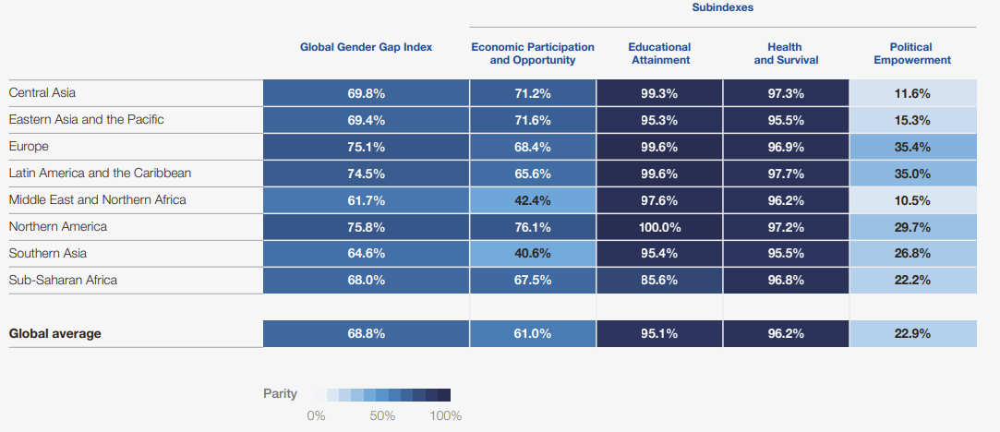 Subindexes
Global Gender Gap Index Economic Participation and Opportunity Educational Attainment Health and Survival Political Empowerment
Central Asia 69.8% 71.2% 99.3% 97.3% 11.6%
Eastern Asia and the Pacific 69.4% 71.6% 95.3% 95.5% 15.3%
Europe 75.1% 68.4% 99.6% 96.9% 35.4%
Latin America and the Caribbean 74.5% 65.6% 99.6% 97.7% 35.0%
Middle East and Northern Africa 61.7% 42.4% 97.6% 96.2% 10.5%
Northern America 75.8% 76.1% 100.0% 97.2% 29.7%
Southern Asia 64.6% 40.6% 95.4% 95.5% 26.8%
Sub-Saharan Africa 68.0% 67.5% 85.6% 96.8% 22.2%
Global average 68.8% 61.0% 95.1% 96.2% 22.9%
Parity
0% 50% 100%